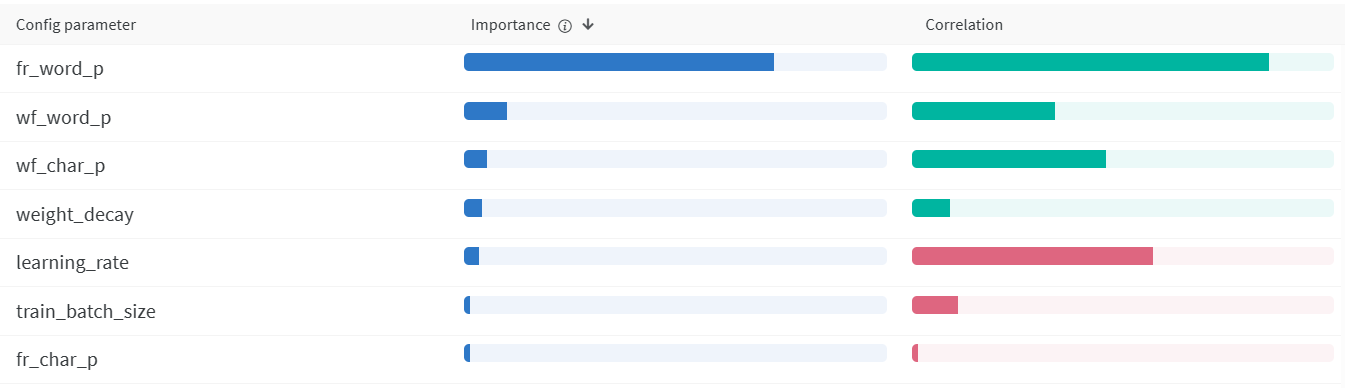 Config parameter Importance Correlation
fr_word_p
wf_word_p
wf_char_p
weight_decay
learning_rate
train_batch_size
fr_char_p